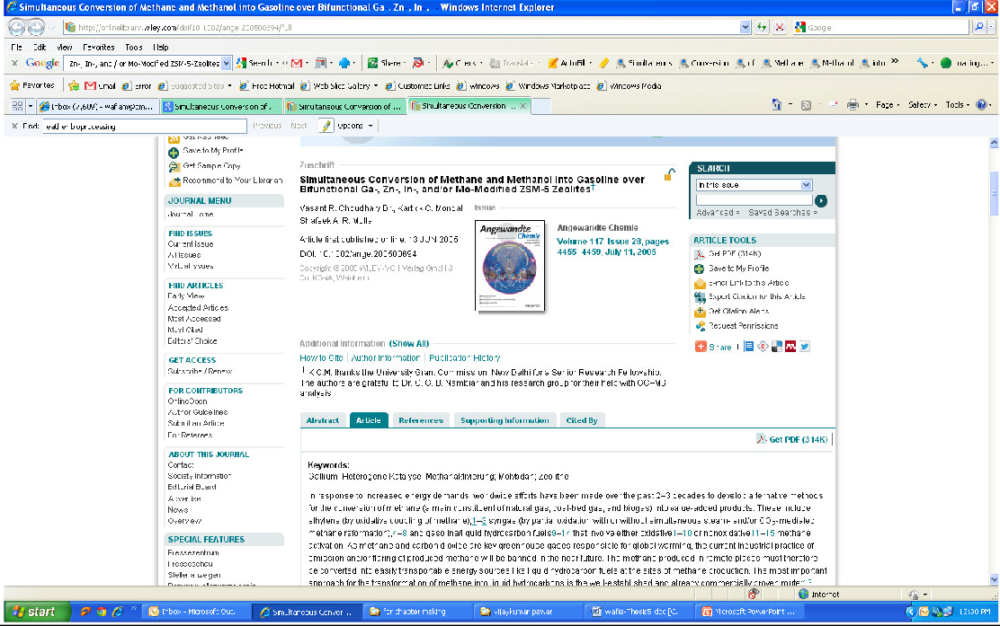 Simultaneous Conversion of Methane and Methanol into Gasoline over Bifunctional Ga-, Zn-, In-, - Windows Internet Explorer
http://onlinelibrary.wiley.com/doi/10.1002/ange.200500694/full
Google
File Edit View Favorites Tools Help
Google Zn-, In-, and / or Mo-Modified ZSM-5-Zeolites Search Share Check Translate AutoFill Simultaneous Conversion of Methane Methanol into
Favorites Gmail Error Suggested Sites Free Hotmail Web Slice Gallery Customize Links Windows Windows Marketplace Windows Media
Simultaneous Conversion of ... Simultaneous Conversion of ... Simultaneous Conversion ... Page Safety Tools
Find: leather bioprocessing Previous Next Options
Get RSS feed
Save to My Profile
Get Sample Copy
Recommend to Your Librarian
JOURNAL MENU
Journal Home
FIND ISSUES
Current Issue
All Issues
Virtual Issues
FIND ARTICLES
Early View
Accepted Articles
Most Accessed
Most Cited
Editors' Choice
GET ACCESS
Subscribe / Renew
FOR CONTRIBUTORS
OnlineOpen
Author Guidelines
Submit an Article
For Referees
ABOUT THIS JOURNAL
Contact
Society Information
Editorial Board
Advertise
News
Overview
SPECIAL FEATURES
Pressezentrum
Presseschau
Stellenanzeigen
Zuschrift
Simultaneous Conversion of Methane and Methanol into Gasoline over
Bifunctional Ga-, Zn-, In-, and/or Mo-Modified ZSM-5 Zeolites†
Vasant R. Choudhary Dr., Kartick C. Mondal,
Shafeek A. R. Mulla
Article first published online: 13 JUN 2005
DOI: 10.1002/ange.200500694
Copyright © 2005 WILEY-VCH Verlag GmbH &
Co. KGaA, Weinheim
Issue
Angewandte
Chemie
Angewandte Chemie
Volume 117, Issue 28, pages
4455–4459, July 11, 2005
Additional Information (Show All)
How to Cite Author Information Publication History
† K.C.M. thanks the University Grant Commission, New Delhi for a Senior Research Fellowship.
The authors are grateful to Dr. C. G. B. Nambiar and his research group for their help with GC–MS
analysis.
Abstract Article References Supporting Information Cited By
Get PDF (314K)
Keywords:
Gallium; Heterogene Katalyse; Methanaktivierung; Molybdän; Zeolithe
In response to increased energy demands, worldwide efforts have been made over the past 2–3 decades to develop alternative methods
for the conversion of methane (a main constituent of natural gas, coal-bed gas, and biogas) into value-added products. These include
ethylene (by oxidative coupling of methane),1–3 syngas (by partial oxidation with or without simultaneous steam- and/or CO2-mediated
methane reformation),4–8 and gasoline/liquid hydrocarbon fuels9–14 that involve either oxidative1–10 or nonoxidative11–15 methane
activation. As methane and carbon dioxide are key greenhouse gases responsible for global warming, the current industrial practice of
emission and/or flaring of produced methane will be banned in the near future. The methane produced in remote places must therefore
be converted into easily transportable energy sources like liquid hydrocarbon fuels at the sites of methane production. The most important
approach for the transformation of methane into liquid hydrocarbons is the well-established and already commercially proven route
SEARCH
In this issue
Advanced > Saved Searches >
ARTICLE TOOLS
Get PDF (314K)
Save to My Profile
E-mail Link to this Article
Export Citation for this Article
Get Citation Alerts
Request Permissions
Share
Internet
start Inbox - Microsoft Out... Simultaneous Conver... for chapter making vijaykumar pawar wafia-Thesis5.doc [C... Microsoft PowerPoint ... 12:30 PM